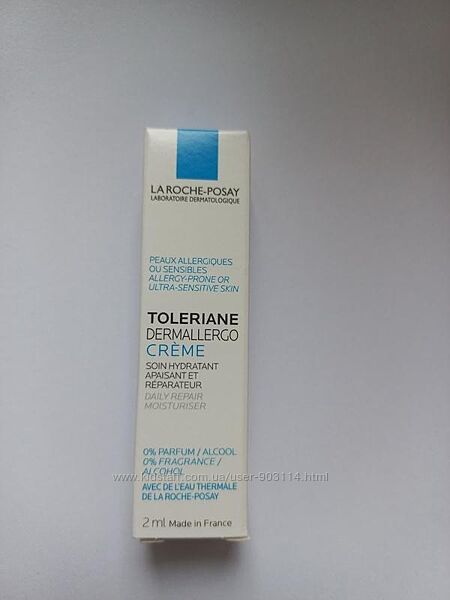 LA ROCHE-POSAY
LABORATOIRE DERMATOLOGIQUE
PEAUX ALLERGIQUES
OU SENSIBLES
ALLERGY-PRONE OR
ULTRA-SENSITIVE SKIN
TOLERIANE
DERMALLERGO
CRÈME
SOIN HYDRATANT
APAISANT ET
RÉPARATEUR
DAILY REPAIR
MOISTURISER
0% PARFUM / ALCOOL
0% FRAGRANCE /
ALCOHOL
www.kidstaff.com.ua/user-903114.html
AVEC DE L'EAU THERMALE
DE LA ROCHE-POSAY
2 ml Made in France